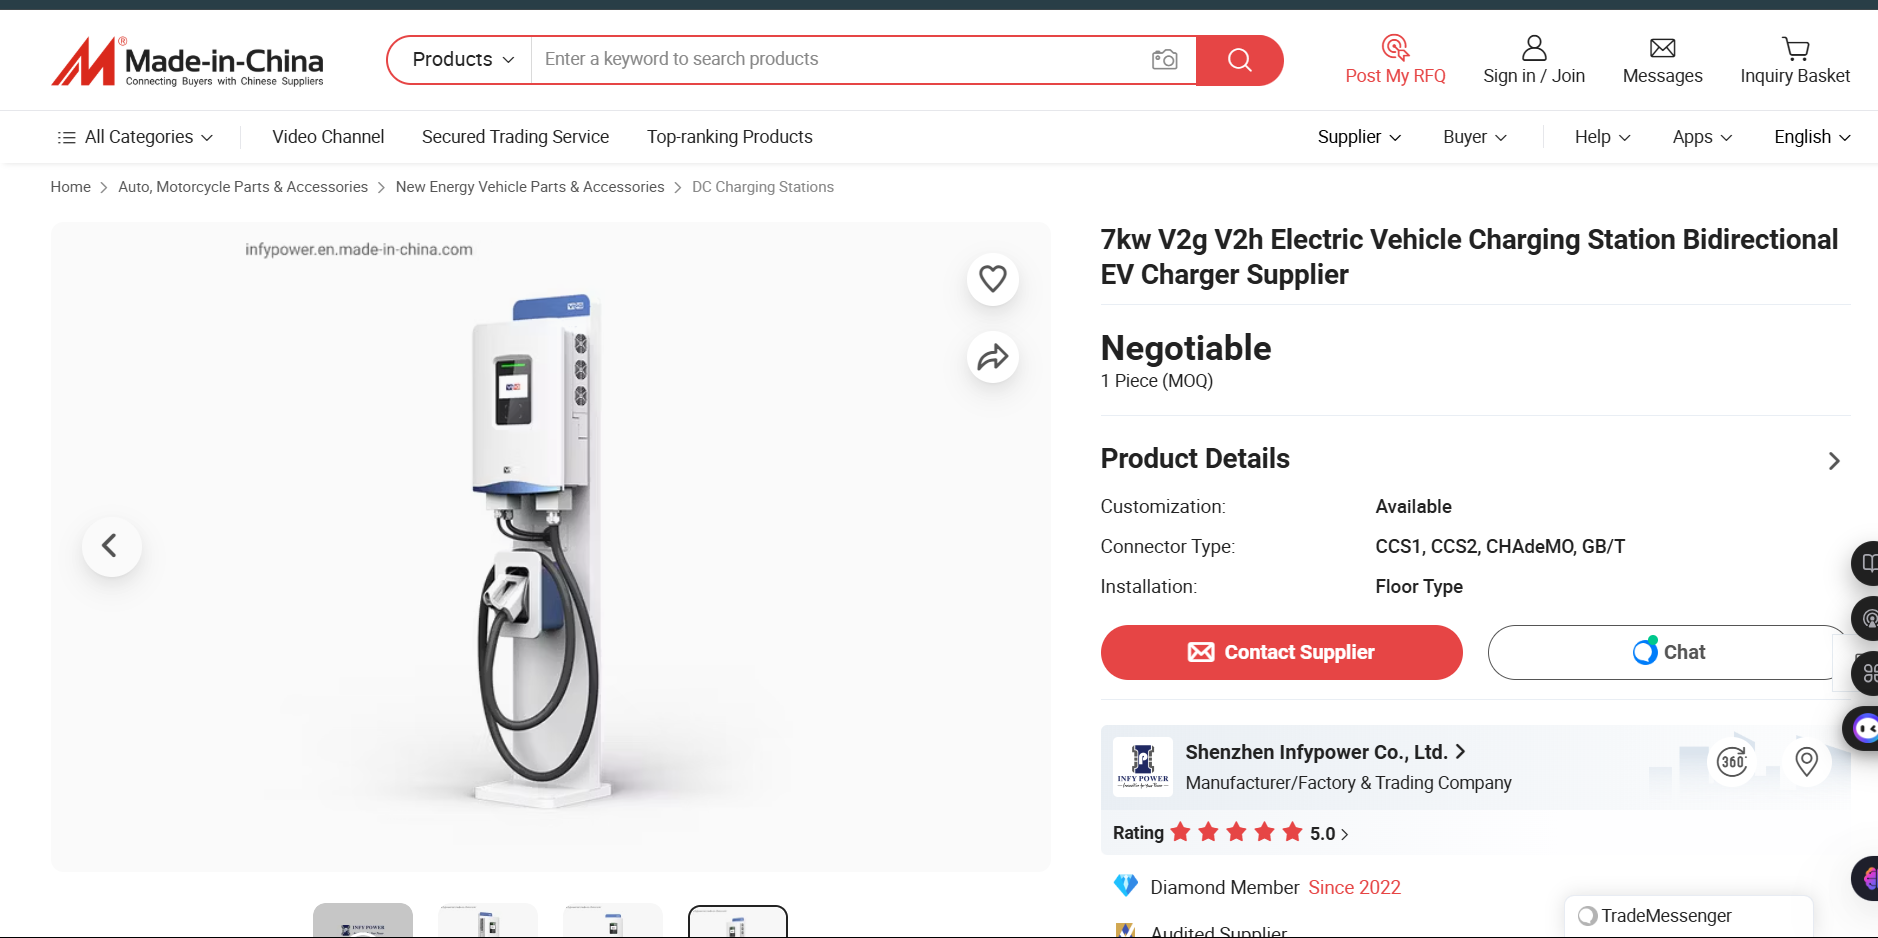 Made-in-China
®
Connecting Buyers with Chinese Suppliers
Products
Enter a keyword to search products
Post My RFQ
Sign in / Join
Messages
Inquiry Basket
All Categories
Video Channel
Secured Trading Service
Top-ranking Products
Supplier
Buyer
Help
Apps
English
Home
Auto, Motorcycle Parts & Accessories
New Energy Vehicle Parts & Accessories
DC Charging Stations
infypower.en.made-in-china.com
7kw V2g V2h Electric Vehicle Charging Station Bidirectional
EV Charger Supplier
Negotiable
1 Piece (MOQ)
Product Details
Customization: Available
Connector Type: CCS1, CCS2, CHAdeMO, GB/T
Installation: Floor Type
Contact Supplier
Chat
INFY POWER
Shenzhen Infypower Co., Ltd.
Manufacturer/Factory & Trading Company
360
Rating 5.0
Diamond Member Since 2022
Audited Supplier
TradeMessenger
INFY POWER